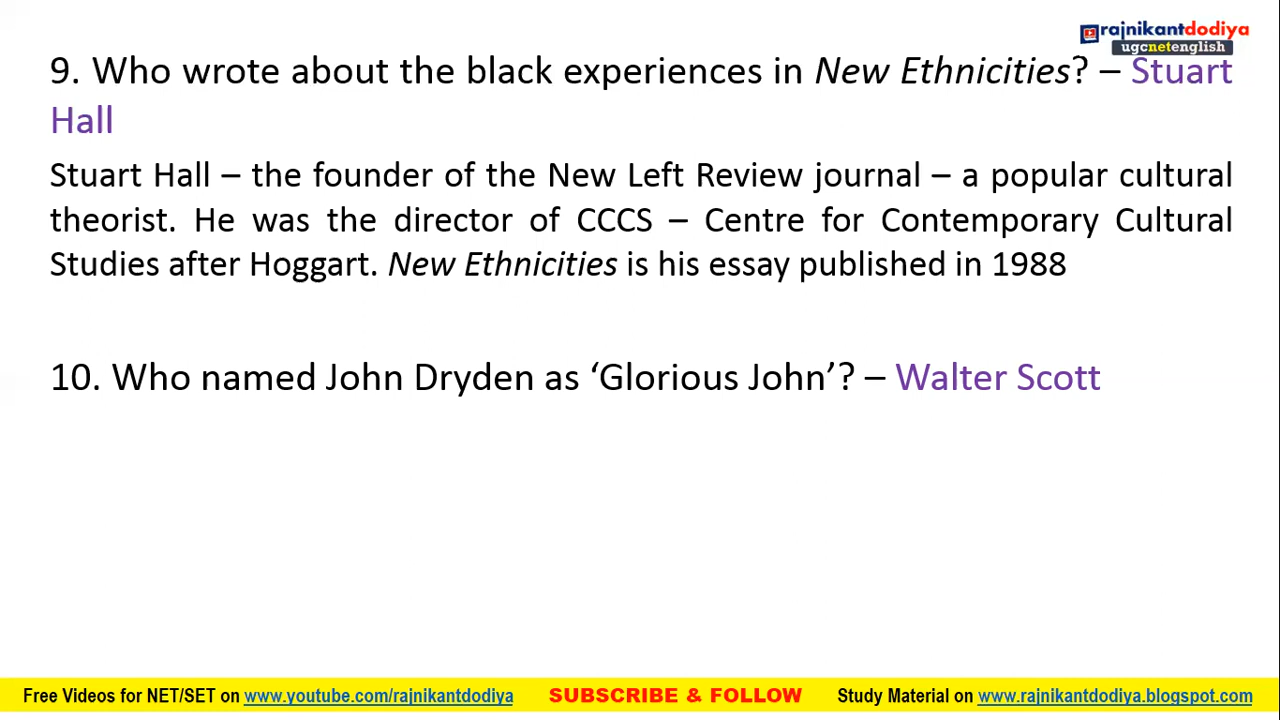 rajnikantdodiya
ugcnetenglish
9. Who wrote about the black experiences in New Ethnicities? – Stuart
Hall
Stuart Hall – the founder of the New Left Review journal – a popular cultural
theorist. He was the director of CCCS – Centre for Contemporary Cultural
Studies after Hoggart. New Ethnicities is his essay published in 1988
10. Who named John Dryden as ‘Glorious John’? – Walter Scott
Free Videos for NET/SET on www.youtube.com/rajnikantdodiya SUBSCRIBE & FOLLOW Study Material on www.rajnikantdodiya.blogspot.com